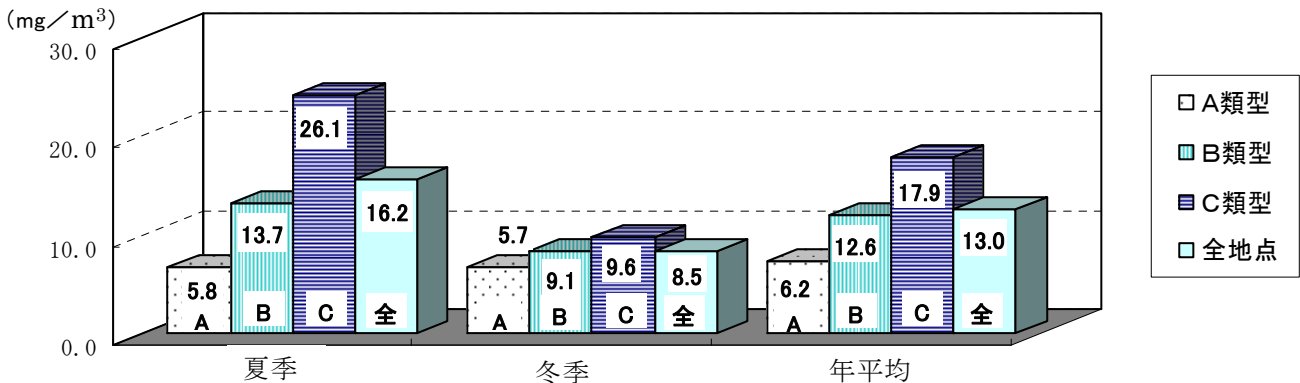 (mg／m³)
30.0
20.0
10.0
0.0
5.8
13.7
26.1
16.2
A
B
C
全
5.7
9.1
9.6
8.5
A
B
C
全
6.2
12.6
17.9
13.0
A
B
C
全
夏季
冬季
年平均
A類型
B類型
C類型
全地点